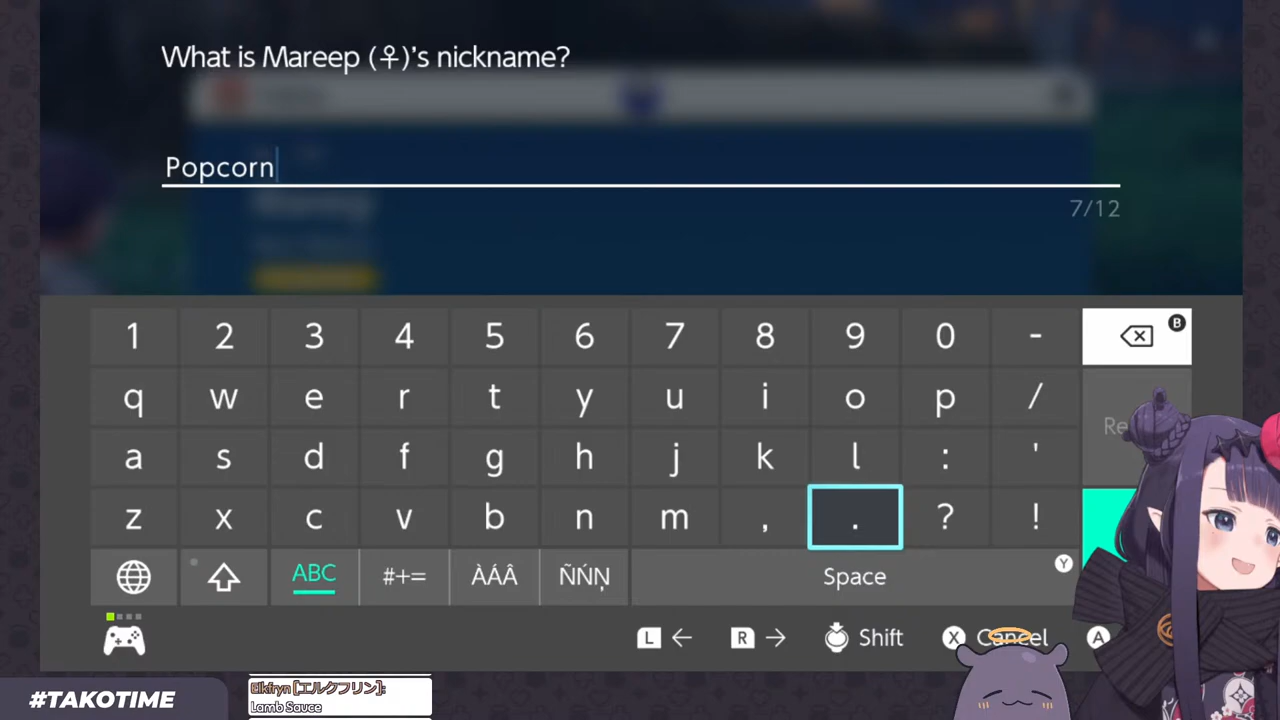 What is Mareep (♀)'s nickname?
Popcorn
7/12
1 2 3 4 5 6 7 8 9 0 -
q w e r t y u i o p /
Re
a s d f g h j k l : '
z x c v b n m , . ? !
ABC #+= ÀÁÂ ÑŃŅ Space Y
B
L ← R → Shift X Cancel A
#TAKOTIME
Elkfryn [エルクフリン]:
Lamb Sauce